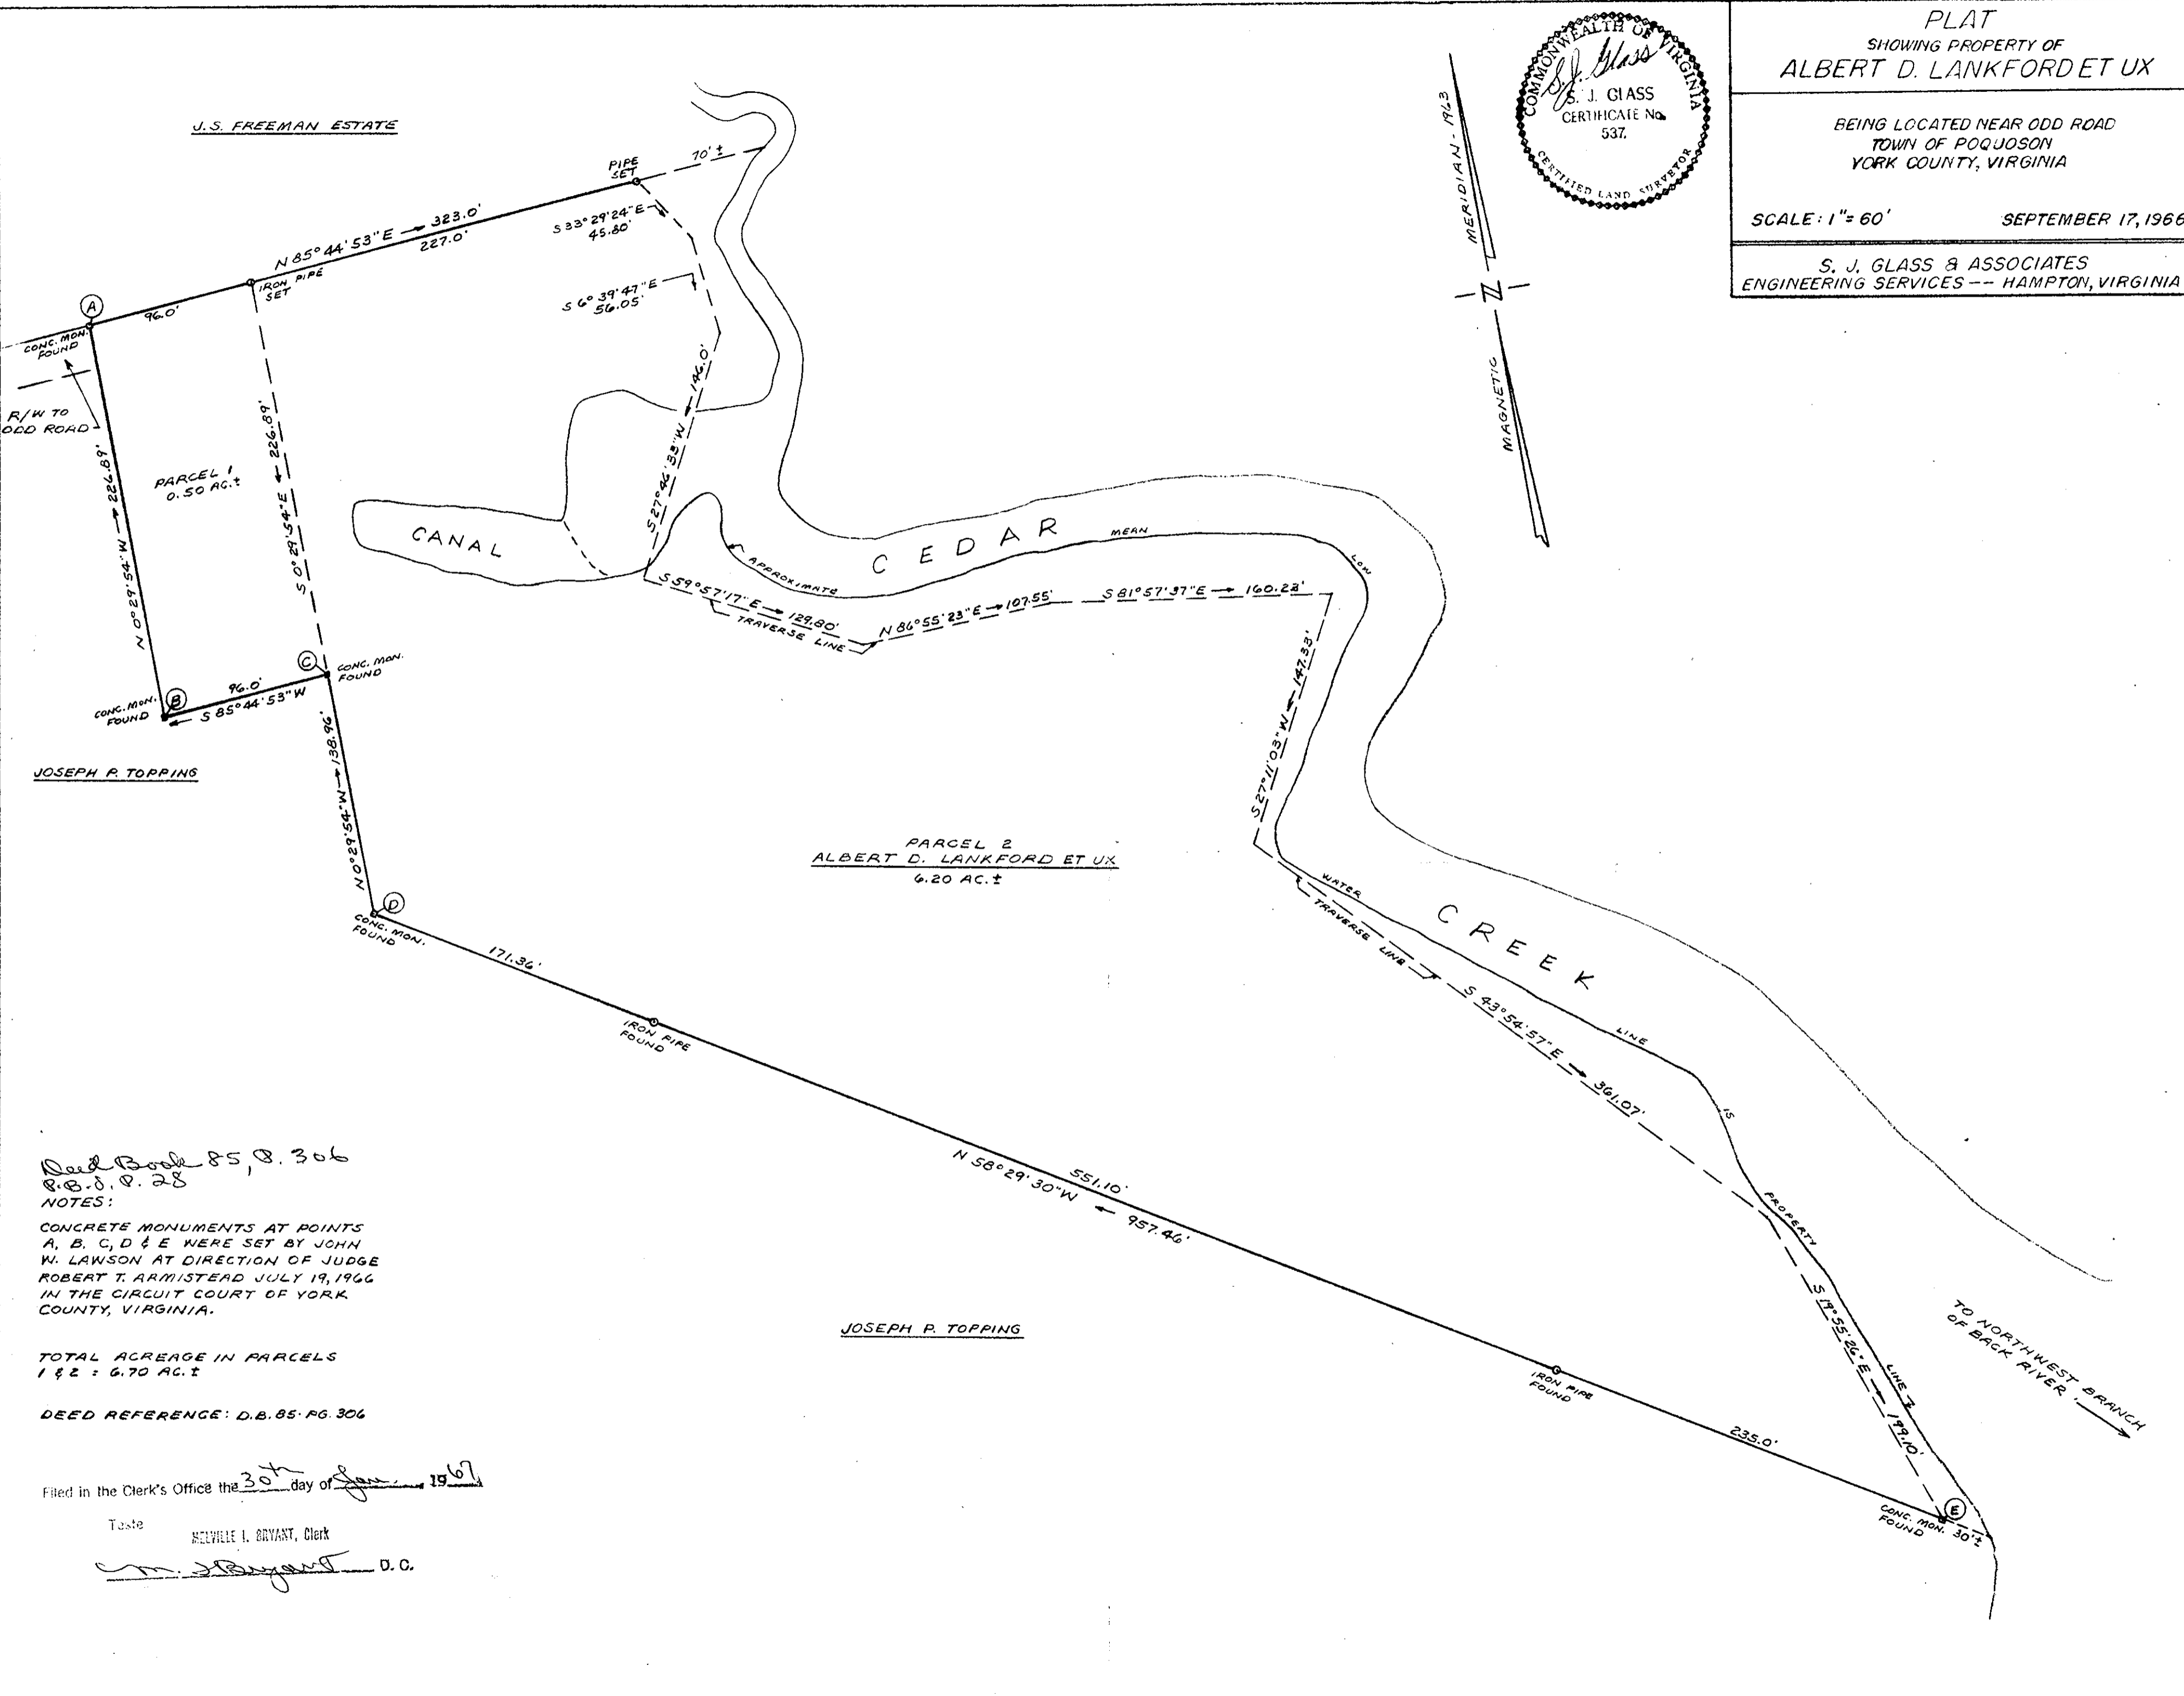 PLAT
SHOWING PROPERTY OF
ALBERT D. LANKFORD ET UX
BEING LOCATED NEAR ODD ROAD
TOWN OF POQUOSON
YORK COUNTY, VIRGINIA
SCALE: 1"= 60' SEPTEMBER 17, 1966
S. J. GLASS & ASSOCIATES
ENGINEERING SERVICES -- HAMPTON, VIRGINIA
COMMONWEALTH OF VIRGINIA
S. J. Glass
S. J. GLASS
CERTIFICATE No.
537.
CERTIFIED LAND SURVEYOR
MERIDIAN - 1963
N
MAGNETIC
J.S. FREEMAN ESTATE
PIPE
SET
70' ±
N 85° 44' 53" E → 323.0'
227.0'
S 33° 29' 24" E
45.80'
IRON PIPE
SET
S 6° 39' 47" E
56.05'
A
96.0'
CONC. MON.
FOUND
R/W TO
ODD ROAD
N 0° 29' 54" W → 226.89'
PARCEL 1
0.50 AC.±
S 0° 29' 54" E ← 226.89'
S 27° 46' 33" W ← 146.0'
CANAL
CEDAR
APPROXIMATE
MEAN
LOW
S 59° 57' 17" E → 129.80'
TRAVERSE LINE
N 86° 55' 23" E → 107.55'
S 81° 57' 37" E → 160.23'
S 27° 11' 03" W ← 147.33'
C
CONC. MON.
FOUND
96.0'
S 85° 44' 53" W
B
CONC. MON.
FOUND
JOSEPH P. TOPPING
N 0° 29' 54" W → 138.96'
D
CONC. MON.
FOUND
PARCEL 2
ALBERT D. LANKFORD ET UX
6.20 AC.±
WATER
CREEK
TRAVERSE LINE
S 43° 54' 57" E → 361.07'
LINE
IS
PROPERTY
LINE
171.36'
IRON PIPE
FOUND
551.10'
N 58° 29' 30" W ← 957.46'
S 19° 55' 26" E → 199.10'
TO NORTHWEST BRANCH
OF BACK RIVER
JOSEPH P. TOPPING
IRON PIPE
FOUND
235.0'
E
CONC. MON.
FOUND
30'±
Deed Book 85, P. 306
P. 28
NOTES:
CONCRETE MONUMENTS AT POINTS
A, B, C, D & E WERE SET BY JOHN
W. LAWSON AT DIRECTION OF JUDGE
ROBERT T. ARMISTEAD JULY 19, 1966
IN THE CIRCUIT COURT OF YORK
COUNTY, VIRGINIA.
TOTAL ACREAGE IN PARCELS
1 & 2 = 6.70 AC.±
DEED REFERENCE: D.B. 85 - PG. 306
Filed in the Clerk's Office the 30th day of Jan. 1967
Teste
MELVILLE I. BRYANT, Clerk
M. I Bryant D. C.